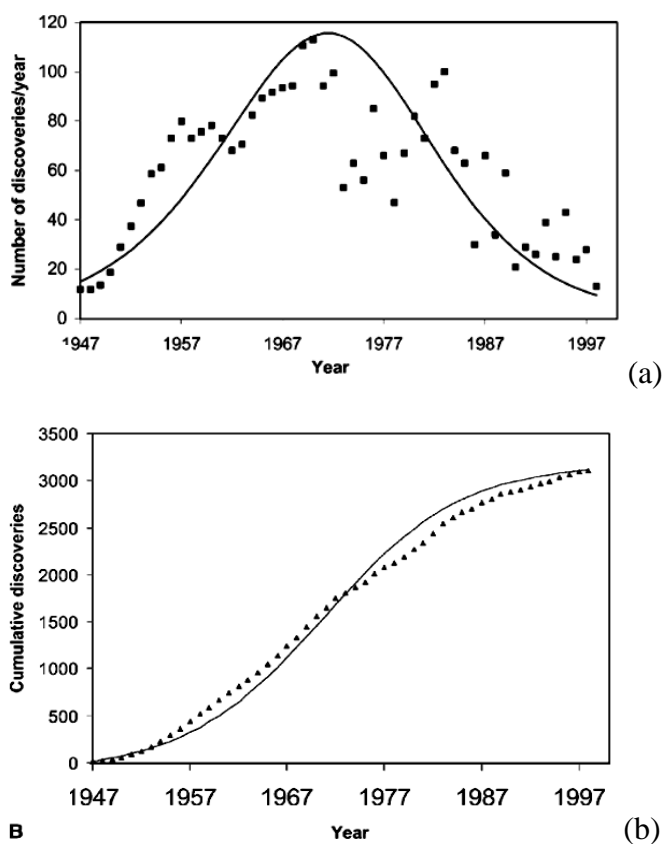 120
100
80
60
40
20
0
Number of discoveries/year
1947 1957 1967 1977 1987 1997
Year
(a)
3500
3000
2500
2000
1500
1000
500
0
Cumulative discoveries
1947 1957 1967 1977 1987 1997
B Year (b)